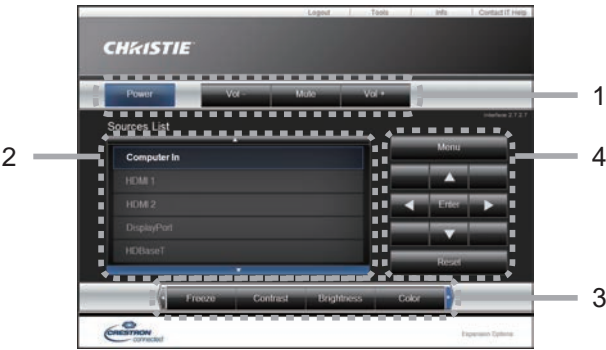 Logout Tools Info Contact IT Help
CHRISTIE
Power Vol - Mute Vol + 1
Interface 2.7.2.7
Sources List
2 Computer In
HDMI 1
HDMI 2
DisplayPort
HDBaseT
Menu 4
Enter
Reset
Freeze Contrast Brightness Color 3
CRESTRON
connected
Expansion Options